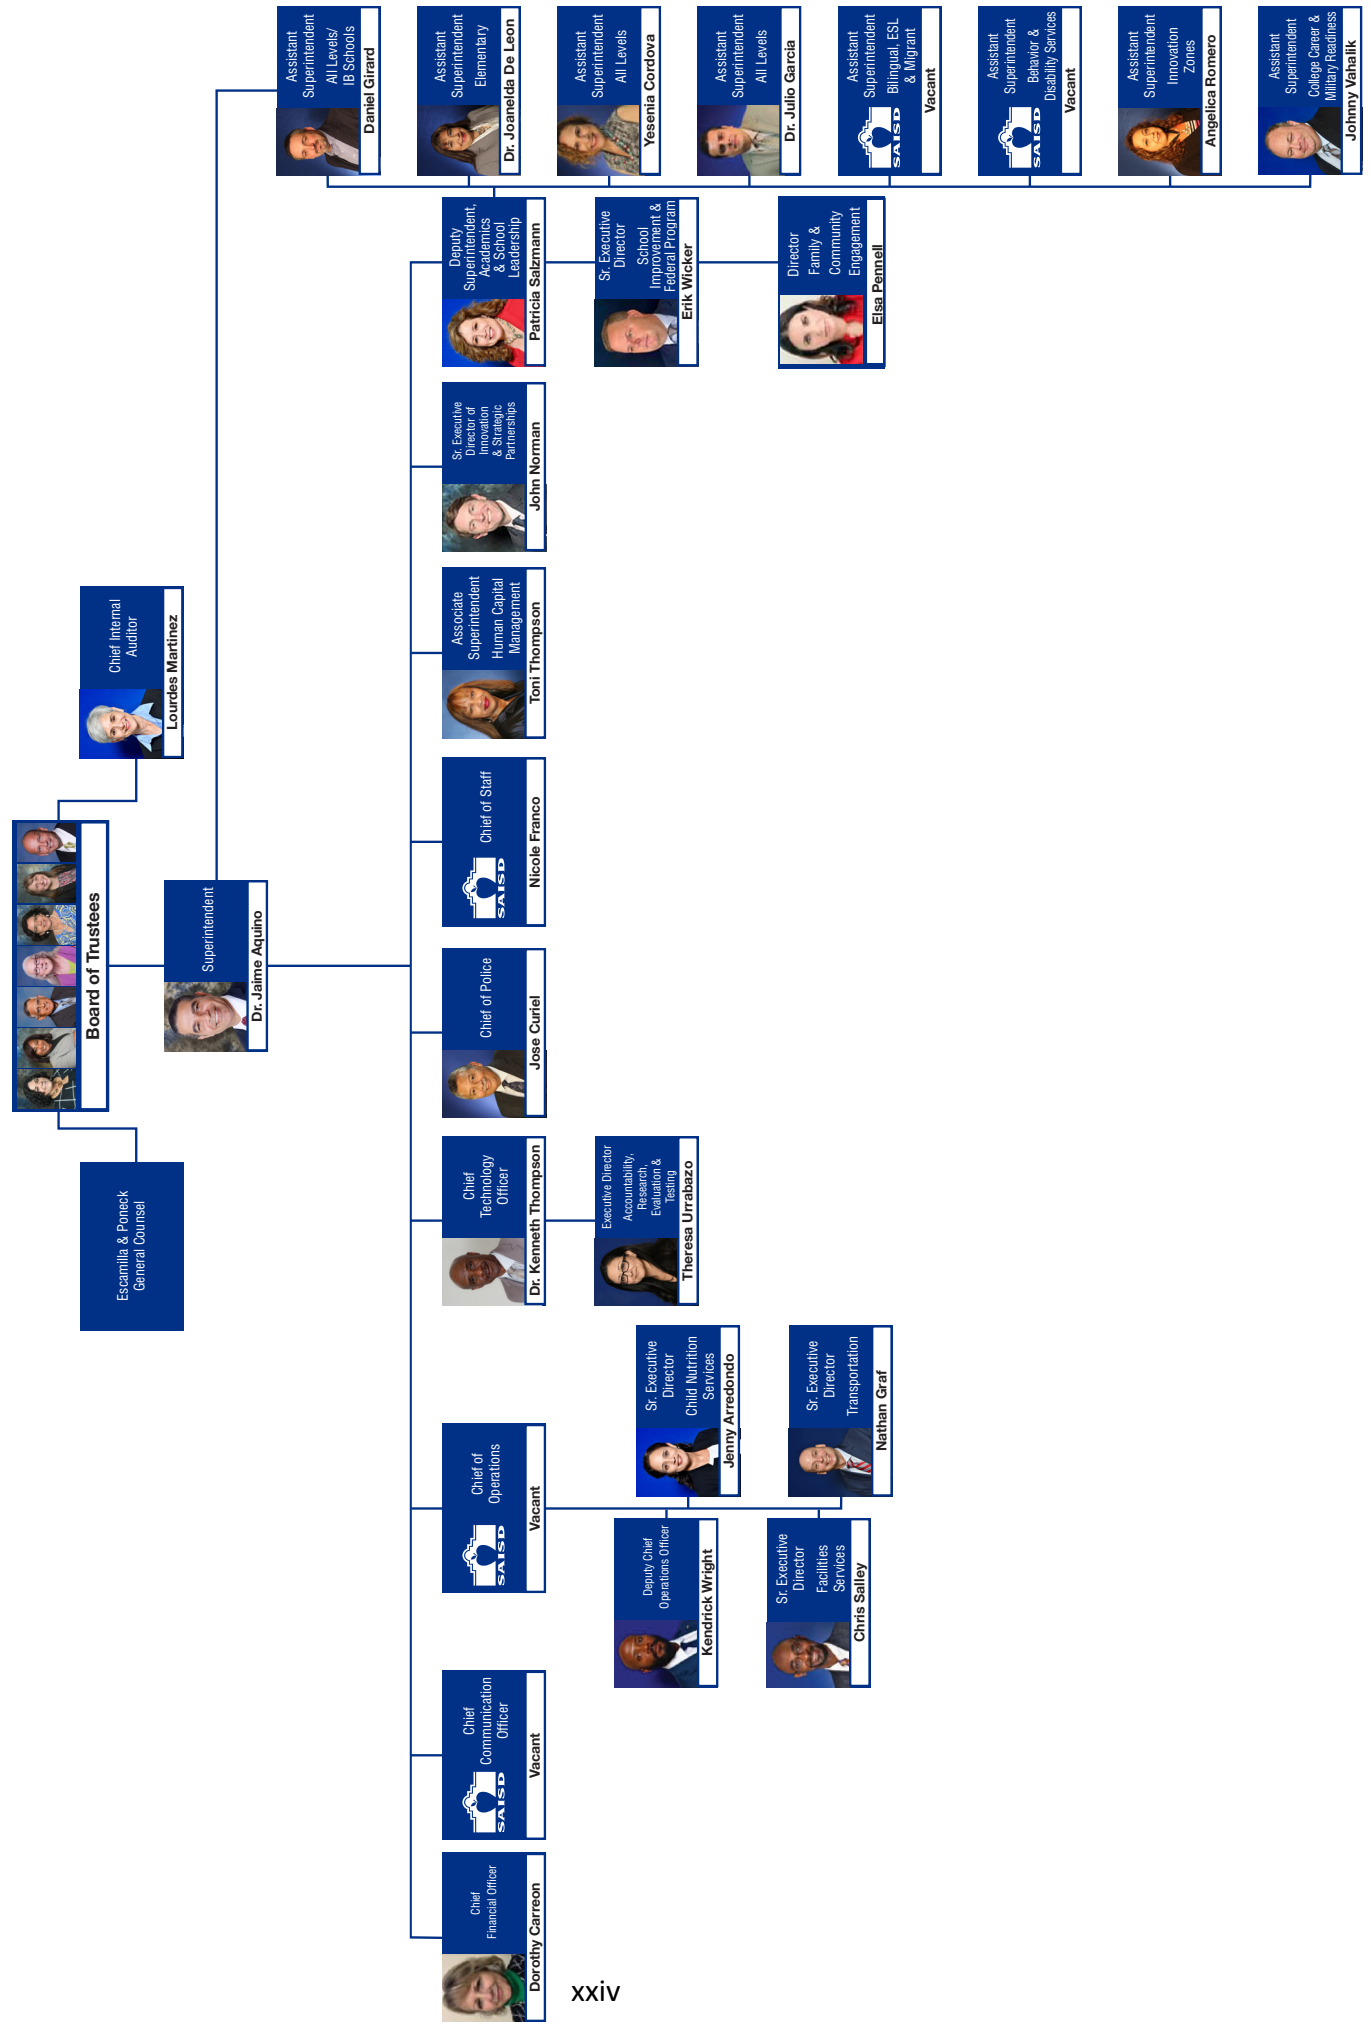 Board of Trustees
Escamilla & Poneck
General Counsel
Chief Internal
Auditor
Lourdes Martinez
Superintendent
Dr. Jaime Aquino
Chief
Financial Officer
Dorothy Carreon
SAISD
Chief
Communication
Officer
Vacant
SAISD
Chief of
Operations
Vacant
Deputy Chief
Operations Officer
Kendrick Wright
Sr. Executive
Director
Child Nutrition
Services
Jenny Arredondo
Sr. Executive
Director
Facilities
Services
Chris Salley
Sr. Executive
Director
Transportation
Nathan Graf
Chief
Technology
Officer
Dr. Kenneth Thompson
Executive Director
Accountability,
Research,
Evaluation &
Testing
Theresa Urrabazo
Chief of Police
Jose Curiel
SAISD
Chief of Staff
Nicole Franco
Associate
Superintendent
Human Capital
Management
Toni Thompson
Sr. Executive
Director of
Innovation
& Strategic
Partnerships
John Norman
Deputy
Superintendent,
Academics
& School
Leadership
Patricia Salzmann
Sr. Executive
Director
School
Improvement &
Federal Program
Erik Wicker
Director
Family &
Community
Engagement
Elsa Pennell
Assistant
Superintendent
All Levels/
IB Schools
Daniel Girard
Assistant
Superintendent
Elementary
Dr. Joanelda De Leon
Assistant
Superintendent
All Levels
Yesenia Cordova
Assistant
Superintendent
All Levels
Dr. Julio Garcia
SAISD
Assistant
Superintendent
Bilingual, ESL
& Migrant
Vacant
SAISD
Assistant
Superintendent
Behavior &
Disability Services
Vacant
Assistant
Superintendent
Innovation
Zones
Angelica Romero
Assistant
Superintendent
College Career &
Military Readiness
Johnny Vahalik
xxiv